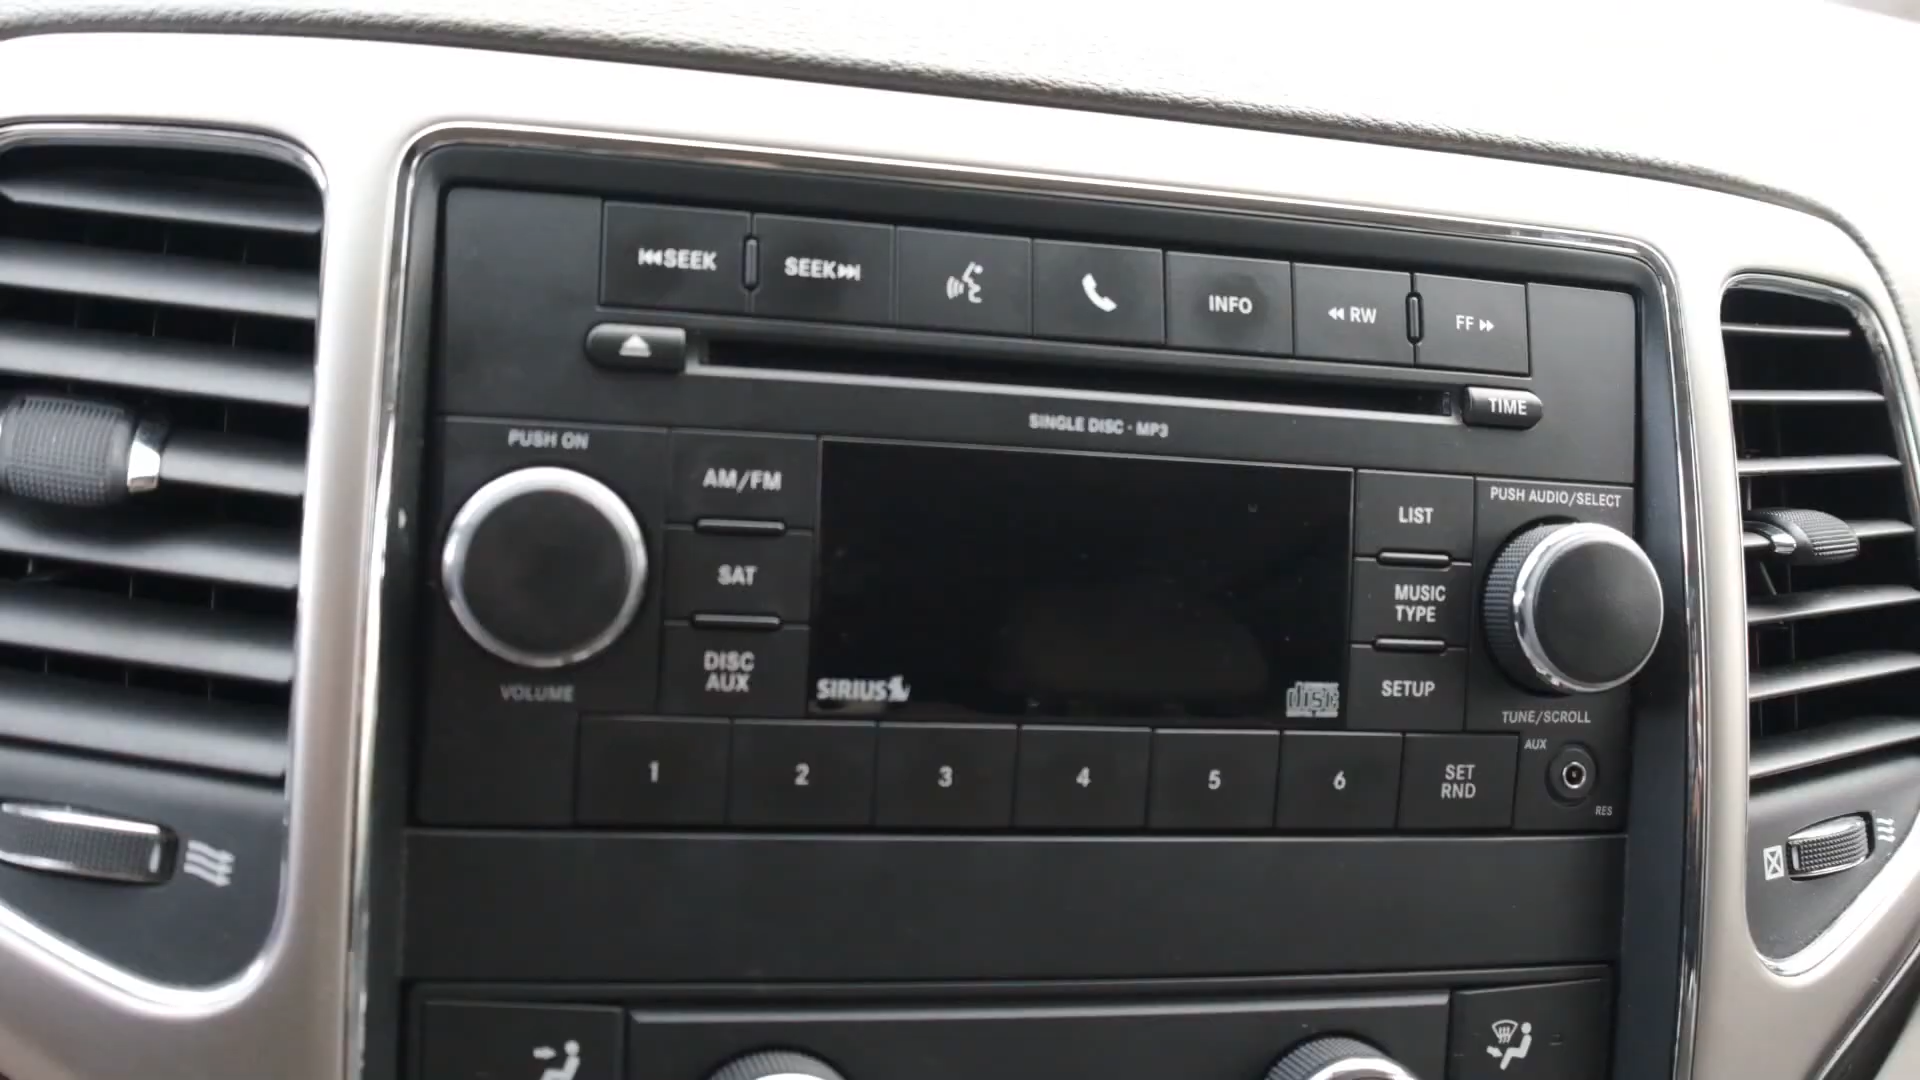 SEEK
SEEK
INFO
RW
FF
TIME
SINGLE DISC · MP3
PUSH ON
AM/FM
LIST
PUSH AUDIO/SELECT
SAT
MUSIC
TYPE
DISC
AUX
SIRIUS
disc
SETUP
VOLUME
TUNE/SCROLL
1
2
3
4
5
6
SET
RND
AUX
RES